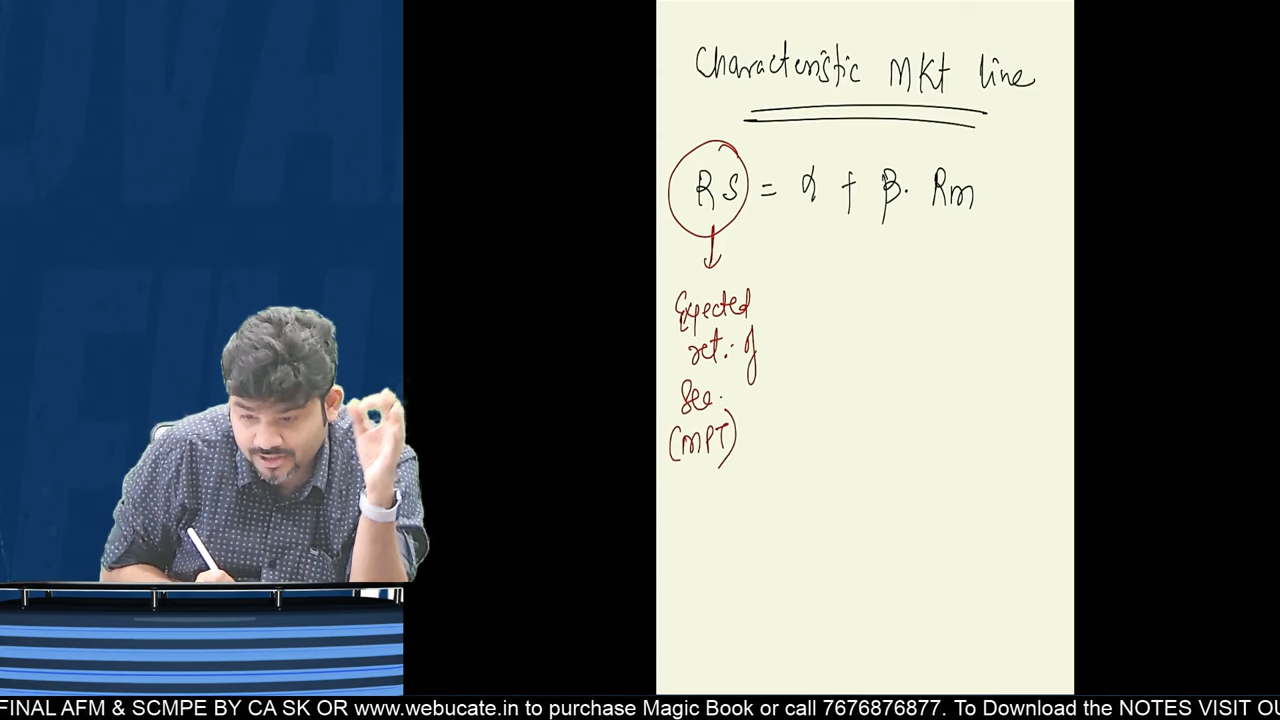 Characteristic Mkt line
RS = α + β. Rm
Expected
ret. of
Sec.
(MPT)
FINAL AFM & SCMPE BY CA SK OR www.webucate.in to purchase Magic Book or call 7676876877. To Download the NOTES VISIT OU